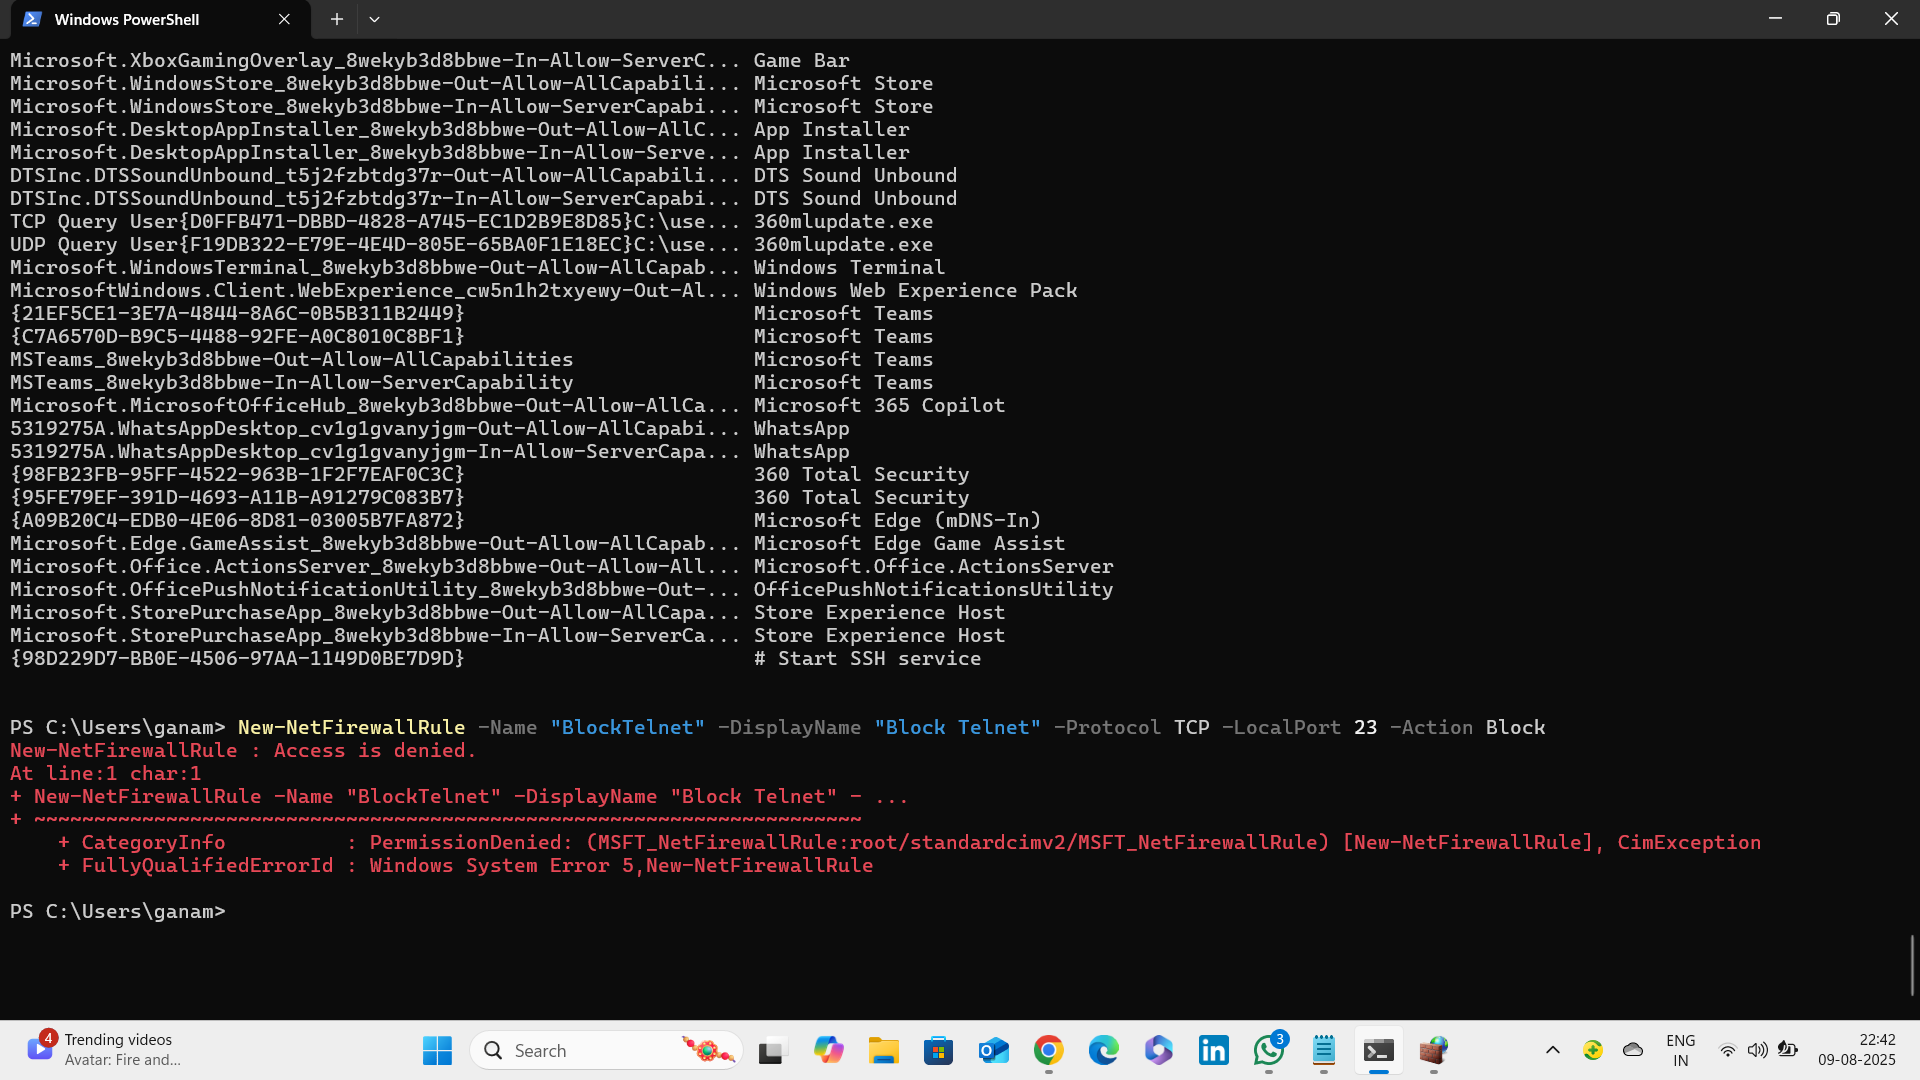 Windows PowerShell
Microsoft.XboxGamingOverlay_8wekyb3d8bbwe-In-Allow-ServerC... Game Bar
Microsoft.WindowsStore_8wekyb3d8bbwe-Out-Allow-AllCapabili... Microsoft Store
Microsoft.WindowsStore_8wekyb3d8bbwe-In-Allow-ServerCapabi... Microsoft Store
Microsoft.DesktopAppInstaller_8wekyb3d8bbwe-Out-Allow-AllC... App Installer
Microsoft.DesktopAppInstaller_8wekyb3d8bbwe-In-Allow-Serve... App Installer
DTSInc.DTSSoundUnbound_t5j2fzbtdg37r-Out-Allow-AllCapabili... DTS Sound Unbound
DTSInc.DTSSoundUnbound_t5j2fzbtdg37r-In-Allow-ServerCapabi... DTS Sound Unbound
TCP Query User{D0FFB471-DBBD-4828-A745-EC1D2B9E8D85}C:\use... 360mlupdate.exe
UDP Query User{F19DB322-E79E-4E4D-805E-65BA0F1E18EC}C:\use... 360mlupdate.exe
Microsoft.WindowsTerminal_8wekyb3d8bbwe-Out-Allow-AllCapab... Windows Terminal
MicrosoftWindows.Client.WebExperience_cw5n1h2txyewy-Out-Al... Windows Web Experience Pack
{21EF5CE1-3E7A-4844-8A6C-0B5B311B2449} Microsoft Teams
{C7A6570D-B9C5-4488-92FE-A0C8010C8BF1} Microsoft Teams
MSTeams_8wekyb3d8bbwe-Out-Allow-AllCapabilities Microsoft Teams
MSTeams_8wekyb3d8bbwe-In-Allow-ServerCapability Microsoft Teams
Microsoft.MicrosoftOfficeHub_8wekyb3d8bbwe-Out-Allow-AllCa... Microsoft 365 Copilot
5319275A.WhatsAppDesktop_cv1g1gvanyjgm-Out-Allow-AllCapabi... WhatsApp
5319275A.WhatsAppDesktop_cv1g1gvanyjgm-In-Allow-ServerCapa... WhatsApp
{98FB23FB-95FF-4522-963B-1F2F7EAF0C3C} 360 Total Security
{95FE79EF-391D-4693-A11B-A91279C083B7} 360 Total Security
{A09B20C4-EDB0-4E06-8D81-03005B7FA872} Microsoft Edge (mDNS-In)
Microsoft.Edge.GameAssist_8wekyb3d8bbwe-Out-Allow-AllCapab... Microsoft Edge Game Assist
Microsoft.Office.ActionsServer_8wekyb3d8bbwe-Out-Allow-All... Microsoft.Office.ActionsServer
Microsoft.OfficePushNotificationUtility_8wekyb3d8bbwe-Out-... OfficePushNotificationsUtility
Microsoft.StorePurchaseApp_8wekyb3d8bbwe-Out-Allow-AllCapa... Store Experience Host
Microsoft.StorePurchaseApp_8wekyb3d8bbwe-In-Allow-ServerCa... Store Experience Host
{98D229D7-BB0E-4506-97AA-1149D0BE7D9D} # Start SSH service
PS C:\Users\ganam> New-NetFirewallRule -Name "BlockTelnet" -DisplayName "Block Telnet" -Protocol TCP -LocalPort 23 -Action Block
New-NetFirewallRule : Access is denied.
At line:1 char:1
+ New-NetFirewallRule -Name "BlockTelnet" -DisplayName "Block Telnet" - ...
+ ~~~~~~~~~~~~~~~~~~~~~~~~~~~~~~~~~~~~~~~~~~~~~~~~~~~~~~~~~~~~~~~~~~~~~
+ CategoryInfo : PermissionDenied: (MSFT_NetFirewallRule:root/standardcimv2/MSFT_NetFirewallRule) [New-NetFirewallRule], CimException
+ FullyQualifiedErrorId : Windows System Error 5,New-NetFirewallRule
PS C:\Users\ganam>
4
Trending videos
Avatar: Fire and...
Search
3
ENG
IN
22:42
09-08-2025